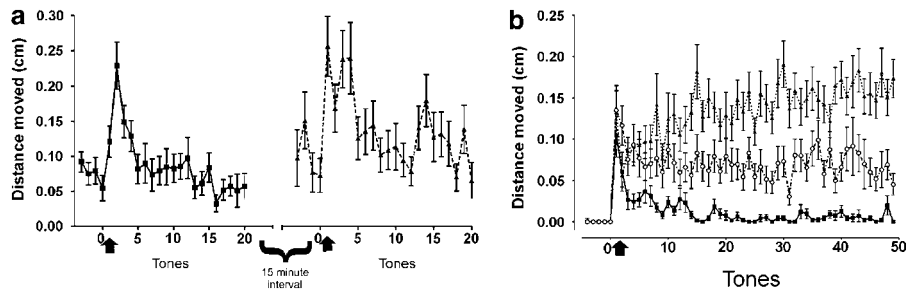 a
Distance moved (cm)
0.30
0.25
0.20
0.15
0.10
0.05
0.00
0 5 10 15 20 0 5 10 15 20
Tones
15 minute
interval
Tones
b
Distance moved (cm)
0.25
0.20
0.15
0.10
0.05
0.00
0 10 20 30 40 50
Tones